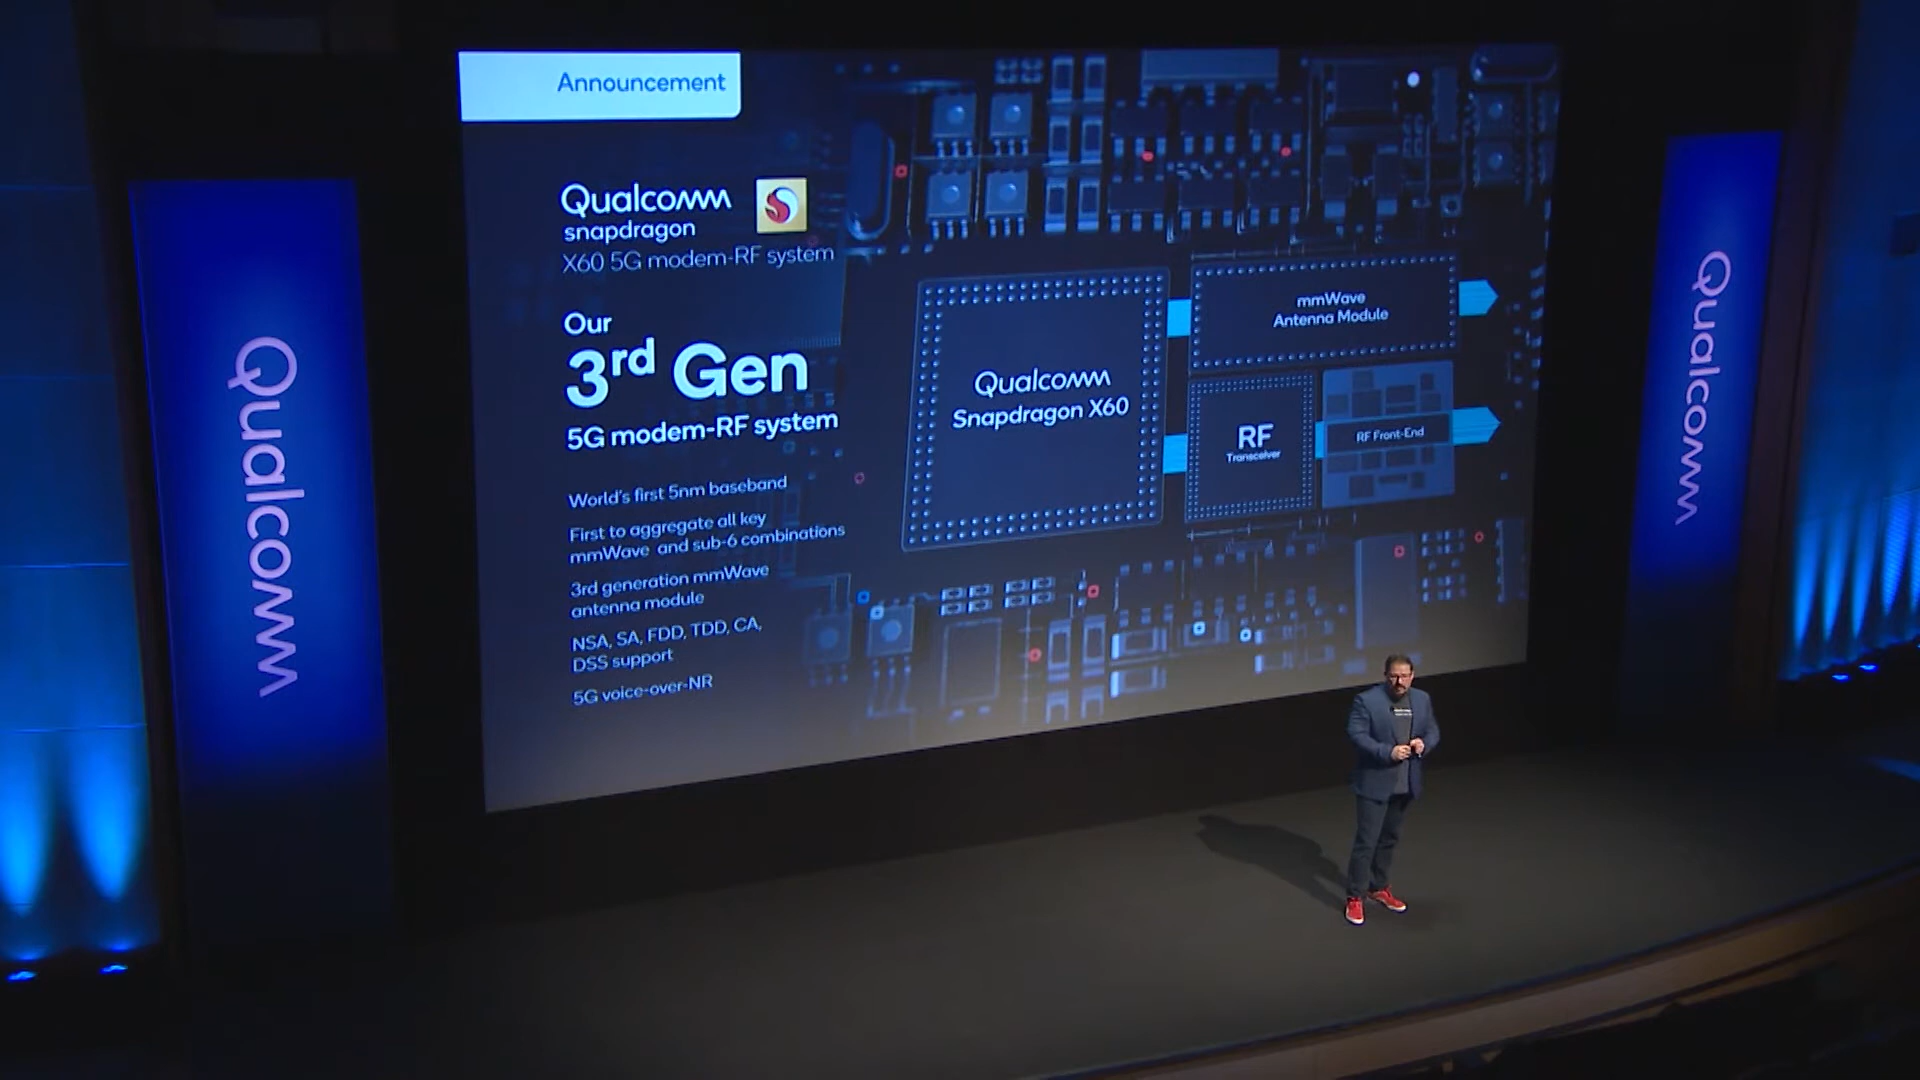 Announcement
Qualcomm
snapdragon
X60 5G modem-RF system
Our
3rd Gen
5G modem-RF system
World's first 5nm baseband
First to aggregate all key
mmWave and sub-6 combinations
3rd generation mmWave
antenna module
NSA, SA, FDD, TDD, CA,
DSS support
5G voice-over-NR
Qualcomm
Snapdragon X60
mmWave
Antenna Module
RF
Transceiver
RF Front-End
Qualcomm
Qualcomm